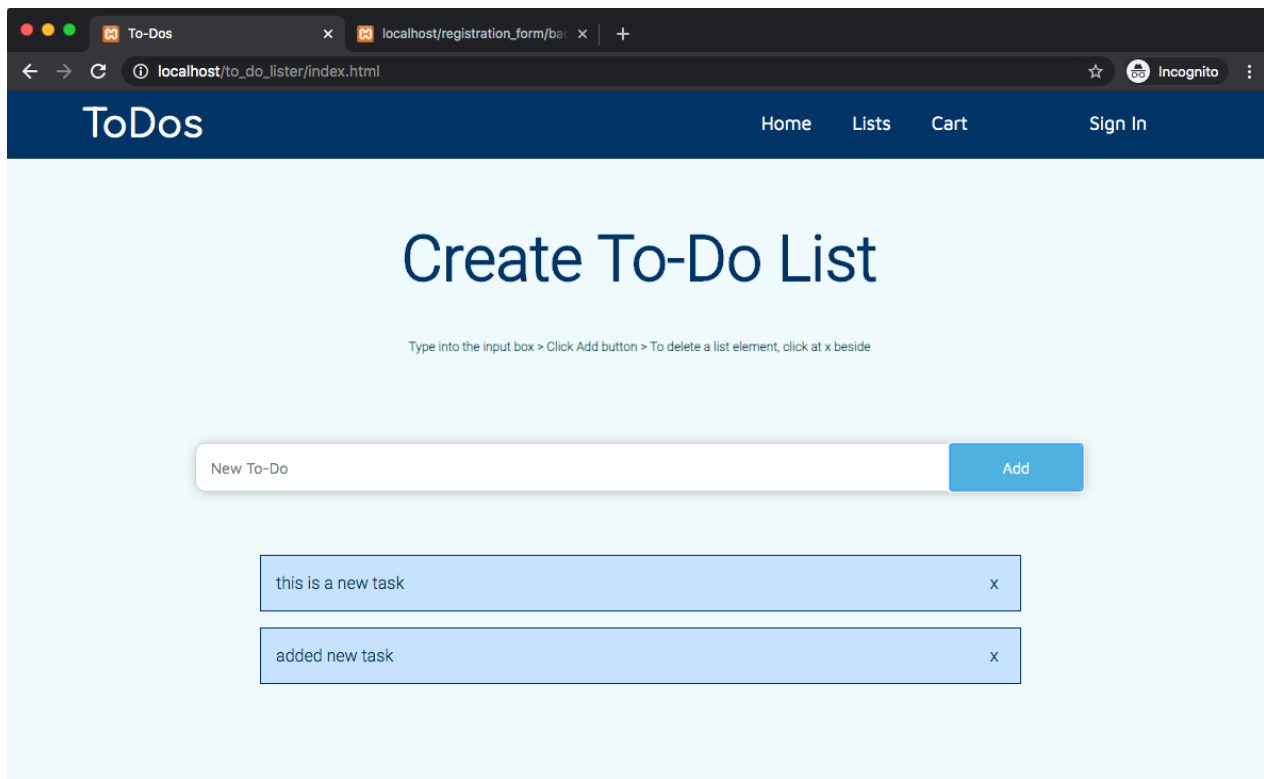 To-Dos x localhost/registration_form/bac x +
localhost/to_do_lister/index.html Incognito
ToDos Home Lists Cart Sign In
Create To-Do List
Type into the input box > Click Add button > To delete a list element, click at x beside
New To-Do Add
this is a new task x
added new task x